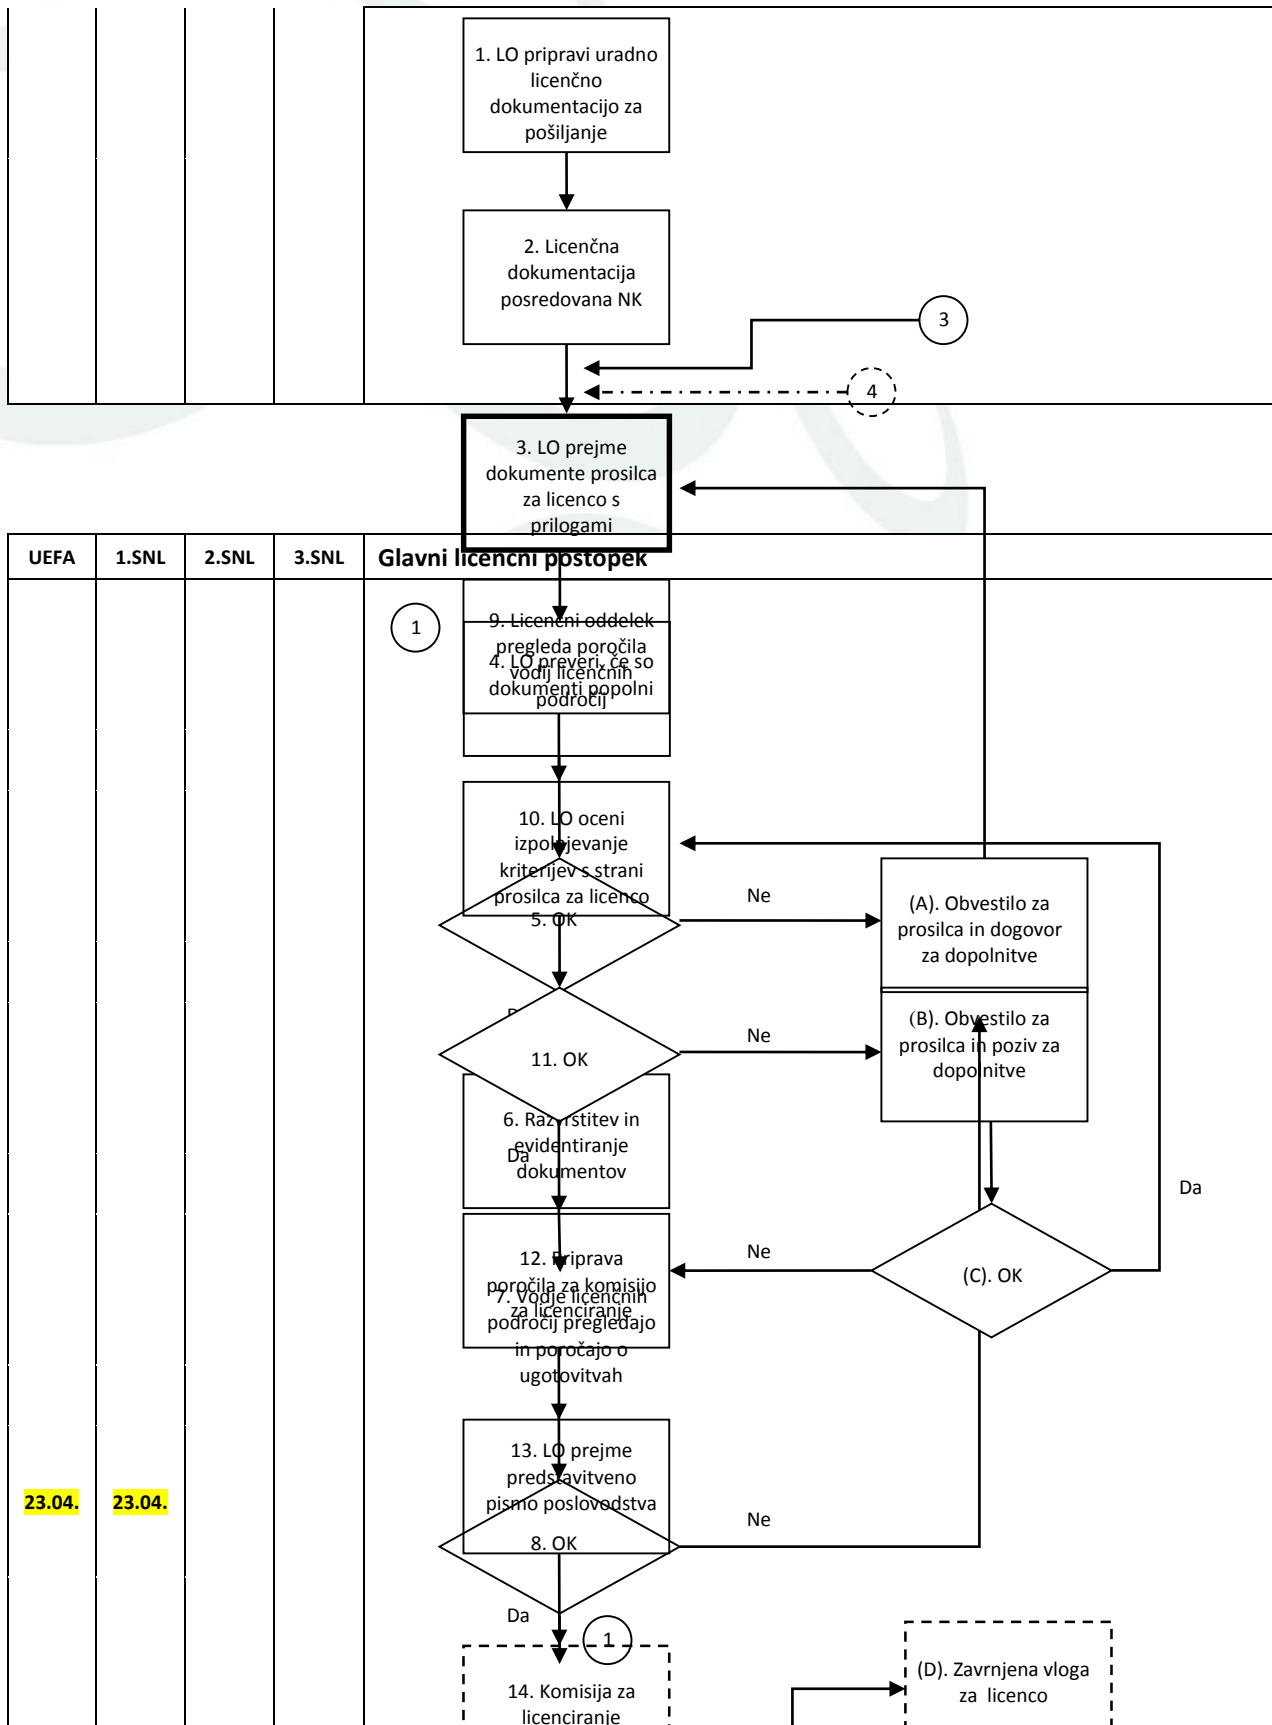 1. LO pripravi uradno
licenčno
dokumentacijo za
pošiljanje
2. Licenčna
dokumentacija
posredovana NK
3
4
3. LO prejme
dokumente prosilca
za licenco s
prilogami
UEFA 1.SNL 2.SNL 3.SNL Glavni licenčni postopek
1
9. Licenčni oddelek
pregleda poročila
vodij licenčnih
področij
4. LO preveri, če so
dokumenti popolni
10. LO oceni
izpolnjevanje
kriterijev s strani
prosilca za licenco
5. OK
Ne
(A). Obvestilo za
prosilca in dogovor
za dopolnitve
11. OK
Ne
(B). Obvestilo za
prosilca in poziv za
dopolnitve
6. Razvrstitev in
evidentiranje
dokumentov
Da
Da
12. Priprava
poročila za komisijo
za licenciranje
7. Vodje licenčnih
področij pregledajo
in poročajo o
ugotovitvah
Ne
(C). OK
13. LO prejme
predstavitveno
pismo poslovodstva
23.04. 23.04.
8. OK
Ne
Da
1
14. Komisija za
licenciranje
(D). Zavrnjena vloga
za licenco